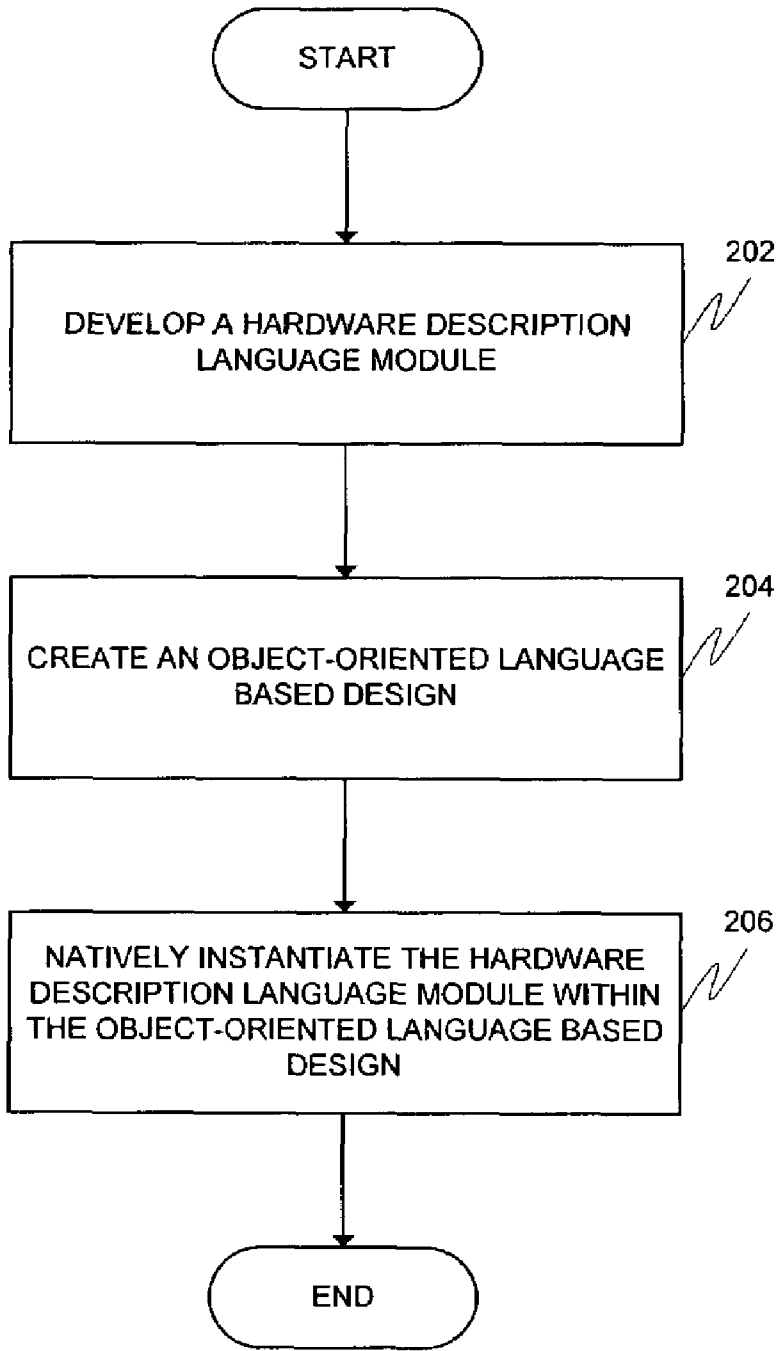 START
202
DEVELOP A HARDWARE DESCRIPTION
LANGUAGE MODULE
204
CREATE AN OBJECT-ORIENTED LANGUAGE
BASED DESIGN
206
NATIVELY INSTANTIATE THE HARDWARE
DESCRIPTION LANGUAGE MODULE WITHIN
THE OBJECT-ORIENTED LANGUAGE BASED
DESIGN
END